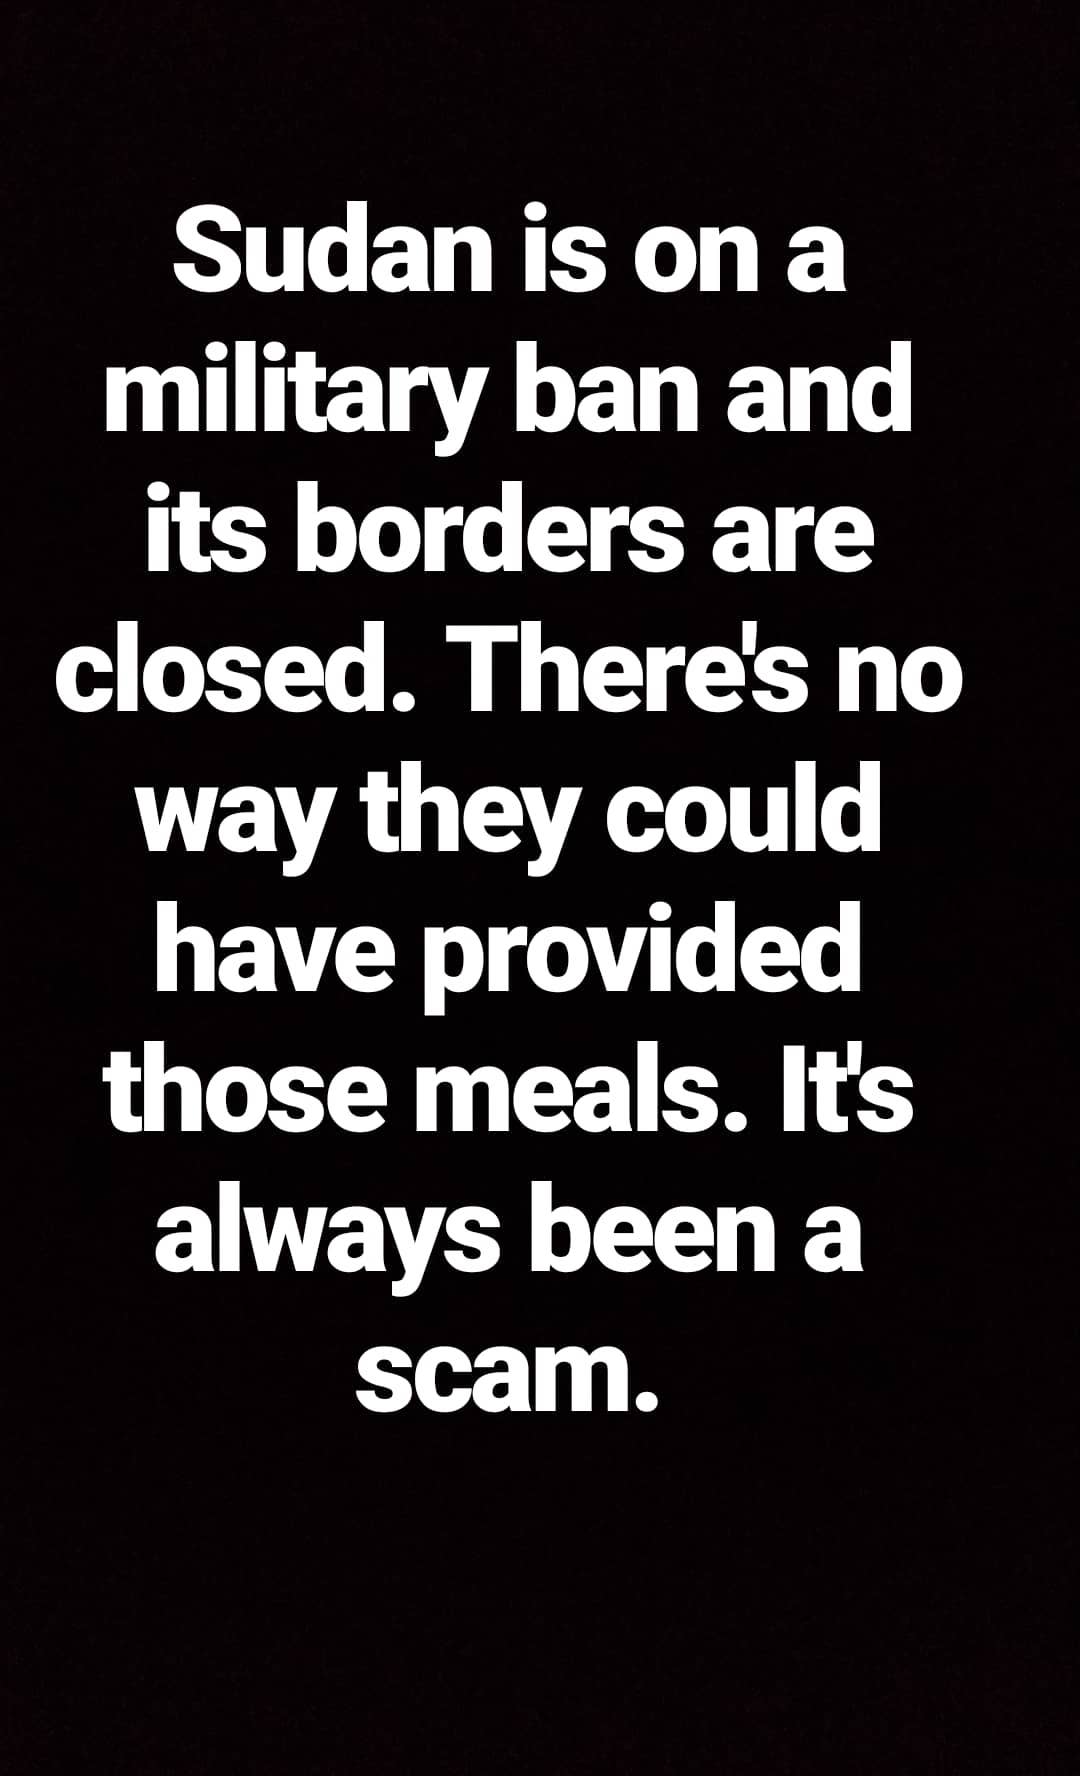 Sudan is on a
military ban and
its borders are
closed. There's no
way they could
have provided
those meals. It's
always been a
scam.